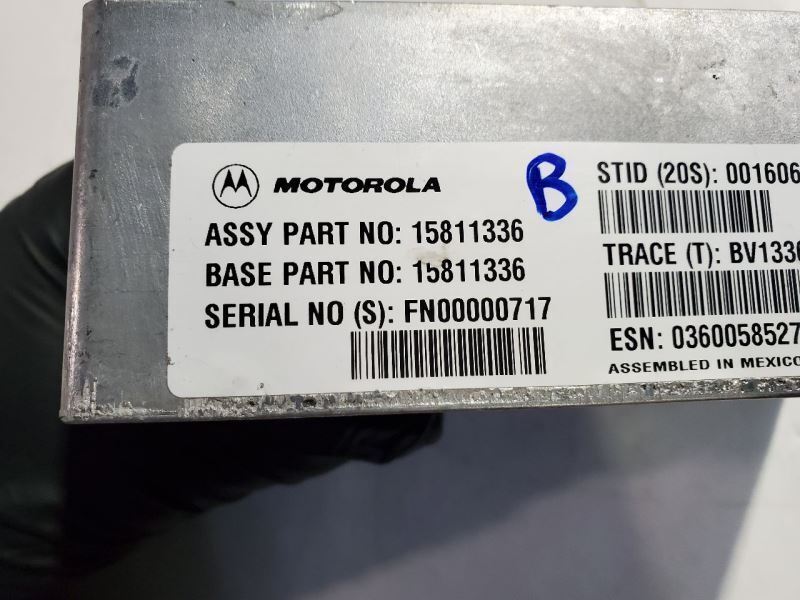 MOTOROLA
ASSY PART NO: 15811336
BASE PART NO: 15811336
SERIAL NO (S): FN00000717
B
STID (20S): 001606
TRACE (T): BV1336
ESN: 0360058527
ASSEMBLED IN MEXICO